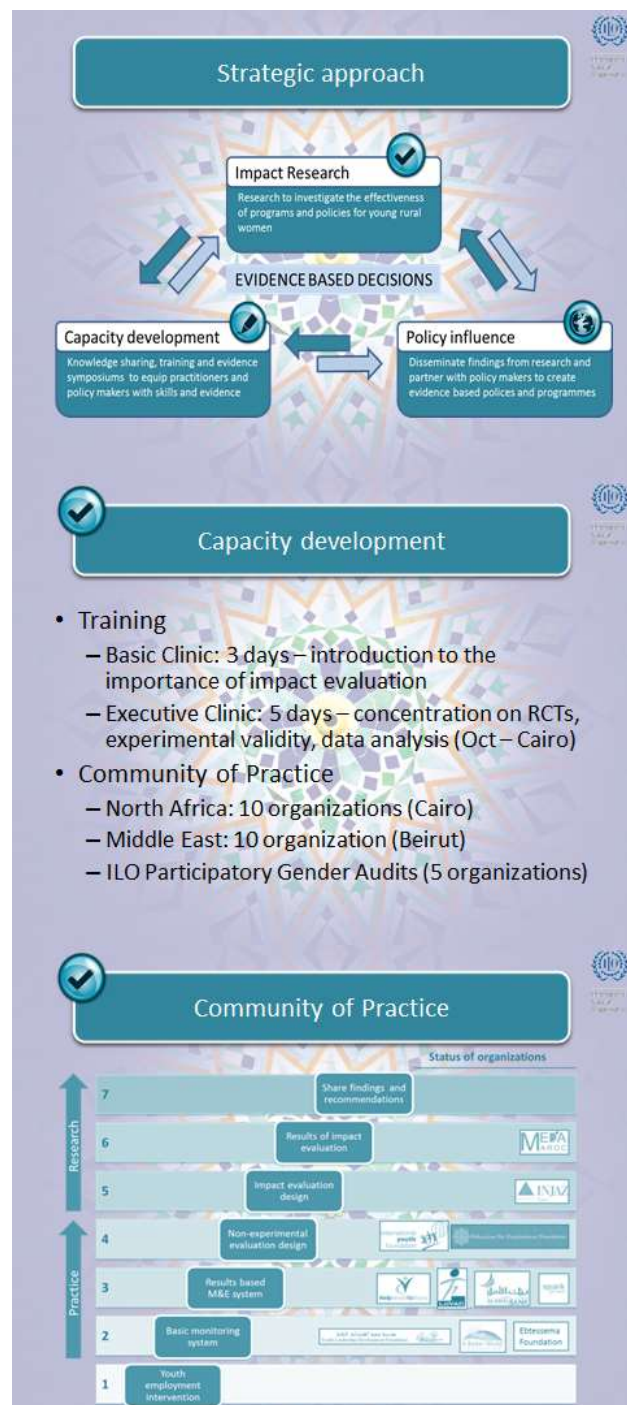 Strategic approach
Impact Research
Research to investigate the effectiveness
of programs and policies for young rural
women
EVIDENCE BASED DECISIONS
Capacity development
Knowledge sharing, training and evidence
symposiums to equip practitioners and
policy makers with skills and evidence
Policy influence
Disseminate findings from research and
partner with policy makers to create
evidence based polices and programmes
Capacity development
• Training
– Basic Clinic: 3 days – introduction to the
importance of impact evaluation
– Executive Clinic: 5 days – concentration on RCTs,
experimental validity, data analysis (Oct – Cairo)
• Community of Practice
– North Africa: 10 organizations (Cairo)
– Middle East: 10 organization (Beirut)
– ILO Participatory Gender Audits (5 organizations)
Community of Practice
Status of organizations
Research
Practice
7
Share findings and
recommendations
6
Results of impact
evaluation
5
Impact evaluation
design
INJAZ
4
Non-experimental
evaluation design
international
youth
foundation
3
Results based
M&E system
2
Basic monitoring
system
Ebtessema
Foundation
1
Youth
employment
intervention